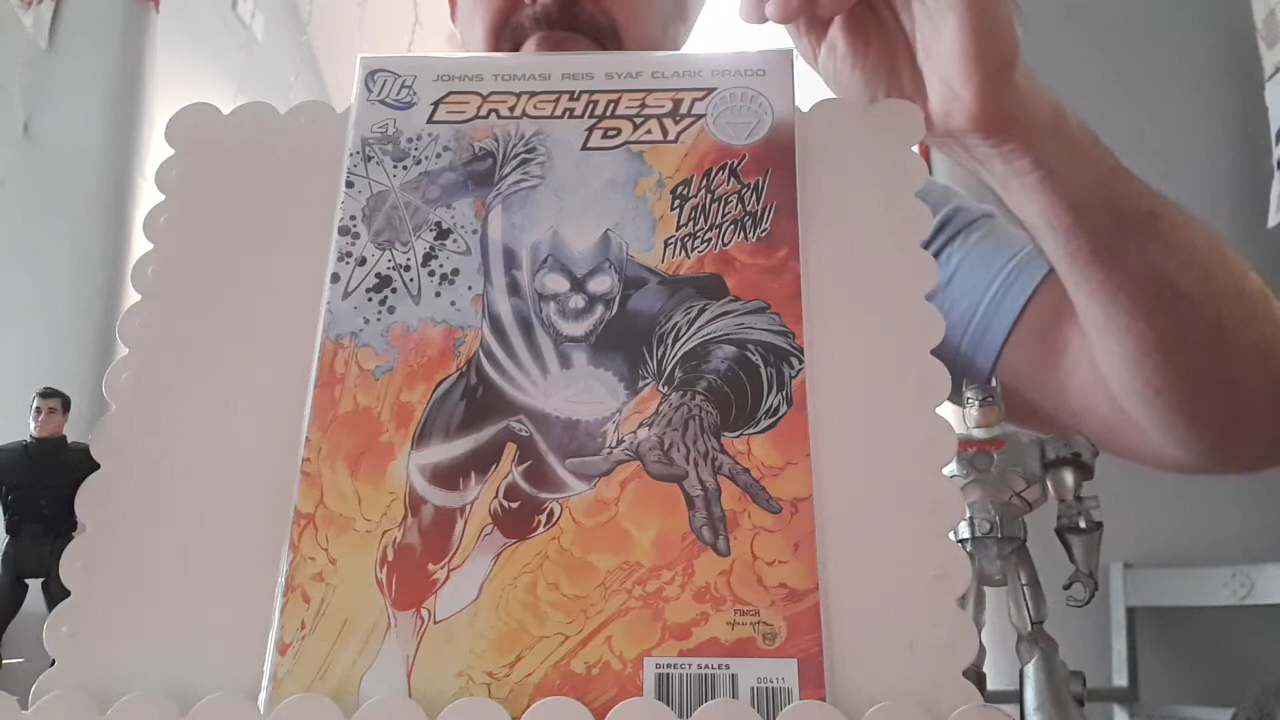 JOHNS TOMASI REIS SYAF CLARK PRADO
DC
BRIGHTEST
DAY
4
BLACK
LANTERN
FIRESTORM!!
FINCH
DIRECT SALES
00411